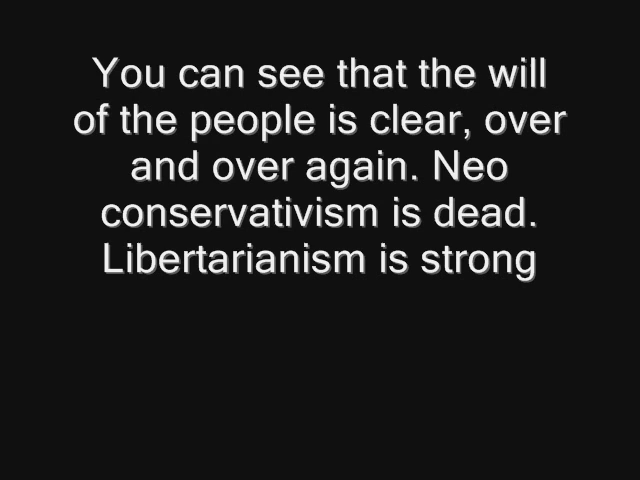 You can see that the will
of the people is clear, over
and over again. Neo
conservativism is dead.
Libertarianism is strong